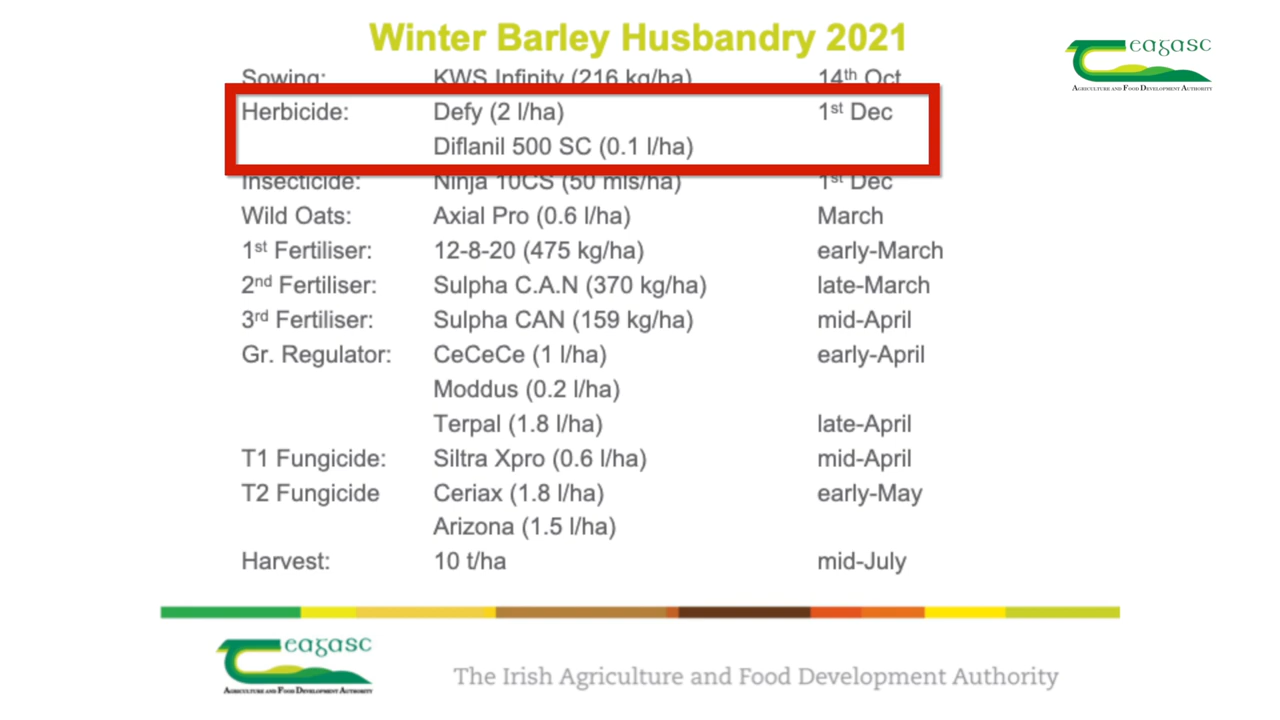 Winter Barley Husbandry 2021
eagasc
AGRICULTURE AND FOOD DEVELOPMENT AUTHORITY
Sowing: KWS Infinity (216 kg/ha) 14th Oct
Herbicide: Defy (2 l/ha) 1st Dec
Diflanil 500 SC (0.1 l/ha)
Insecticide: Ninja 10CS (50 mls/ha) 1st Dec
Wild Oats: Axial Pro (0.6 l/ha) March
1st Fertiliser: 12-8-20 (475 kg/ha) early-March
2nd Fertiliser: Sulpha C.A.N (370 kg/ha) late-March
3rd Fertiliser: Sulpha CAN (159 kg/ha) mid-April
Gr. Regulator: CeCeCe (1 l/ha) early-April
Moddus (0.2 l/ha)
Terpal (1.8 l/ha) late-April
T1 Fungicide: Siltra Xpro (0.6 l/ha) mid-April
T2 Fungicide Ceriax (1.8 l/ha) early-May
Arizona (1.5 l/ha)
Harvest: 10 t/ha mid-July
eagasc
AGRICULTURE AND FOOD DEVELOPMENT AUTHORITY
The Irish Agriculture and Food Development Authority